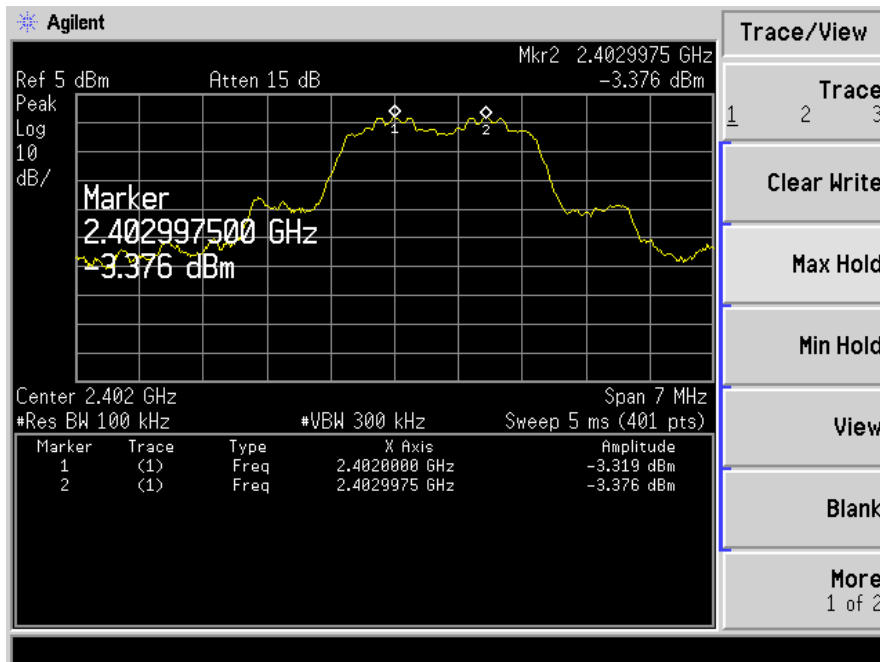 Agilent
Trace/View
Mkr2 2.4029975 GHz
Ref 5 dBm Atten 15 dB -3.376 dBm
Peak
Log
10
dB/
1
2
Marker
2.402997500 GHz
-3.376 dBm
Center 2.402 GHz Span 7 MHz
#Res BW 100 kHz #VBW 300 kHz Sweep 5 ms (401 pts)
Marker Trace Type X Axis Amplitude
1 (1) Freq 2.4020000 GHz -3.319 dBm
2 (1) Freq 2.4029975 GHz -3.376 dBm
Trace
1 2 3
Clear Write
Max Hold
Min Hold
View
Blank
More
1 of 2